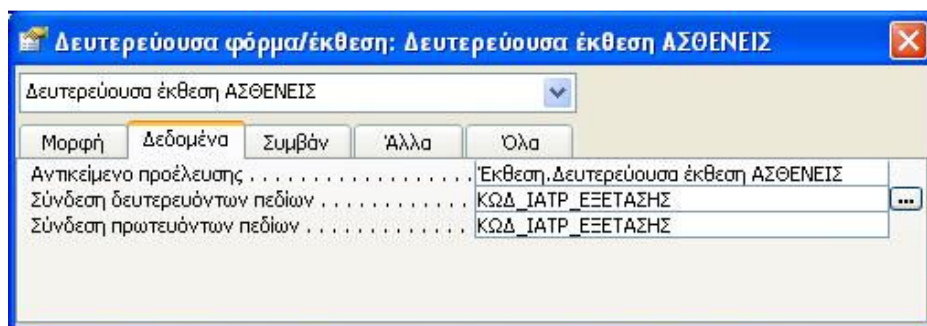 Δευτερεύουσα φόρμα/έκθεση: Δευτερεύουσα έκθεση ΑΣΘΕΝΕΙΣ
Δευτερεύουσα έκθεση ΑΣΘΕΝΕΙΣ
Μορφή Δεδομένα Συμβάν Άλλα Όλα
Αντικείμενο προέλευσης . . . . . . . . . . . . . . . . . . . Έκθεση.Δευτερεύουσα έκθεση ΑΣΘΕΝΕΙΣ
Σύνδεση δευτερευόντων πεδίων . . . . . . . . . . . . . ΚΩΔ_ΙΑΤΡ_ΕΞΕΤΑΣΗΣ ...
Σύνδεση πρωτευόντων πεδίων . . . . . . . . . . . . . . ΚΩΔ_ΙΑΤΡ_ΕΞΕΤΑΣΗΣ